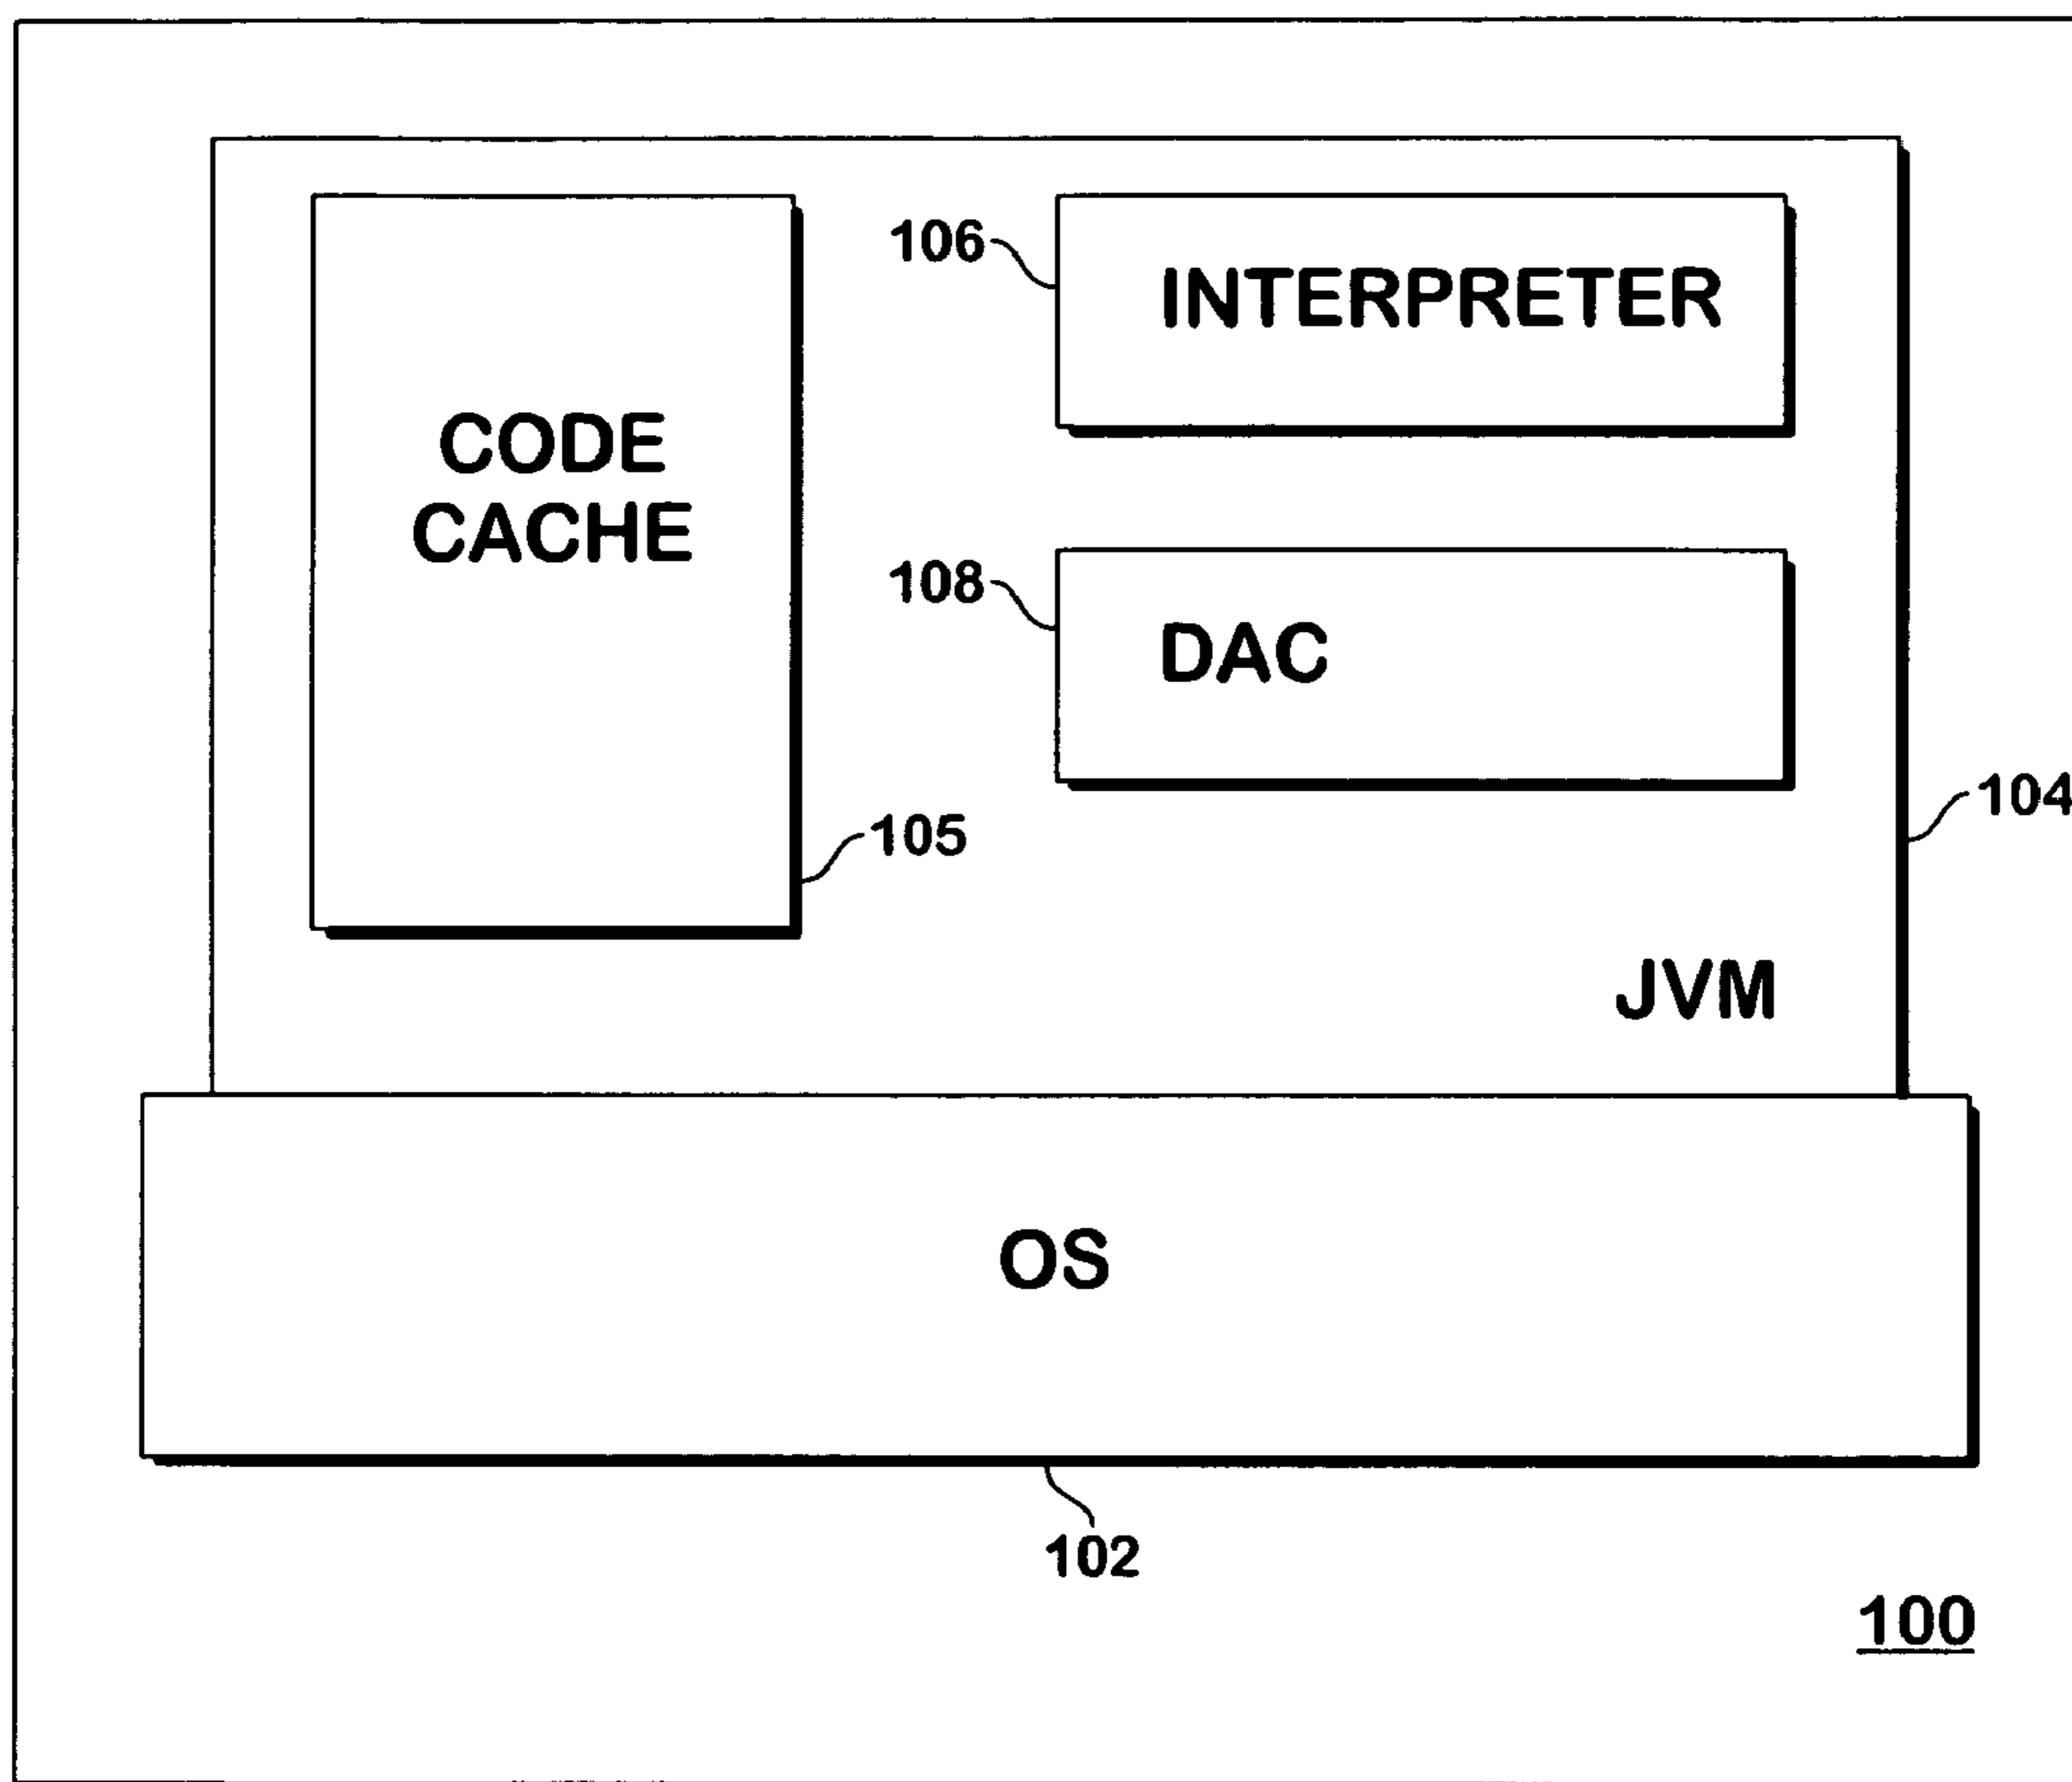 106
INTERPRETER
CODE
CACHE
108
DAC
104
105
JVM
OS
102
100